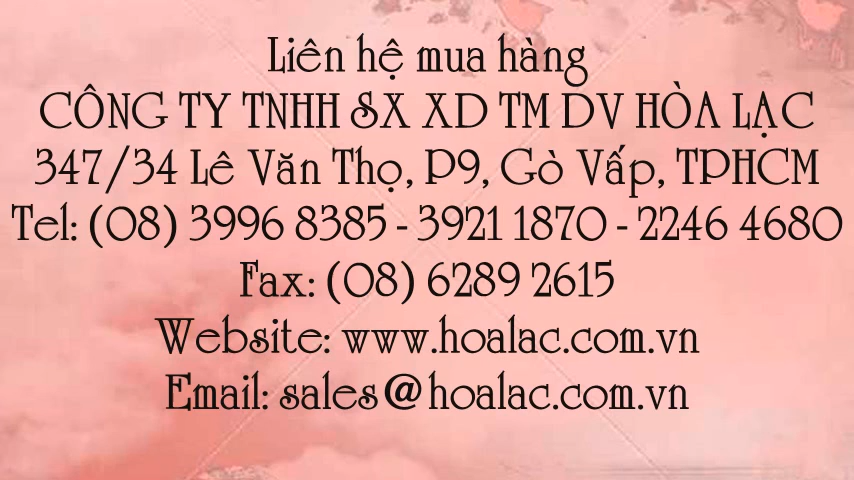 Liên hệ mua hàng
CÔNG TY TNHH SX XD TM DV HÒA LẠC
347/34 Lê Văn Thọ, P9, Gò Vấp, TPHCM
Tel: (08) 3996 8385 - 3921 1870 - 2246 4680
Fax: (08) 6289 2615
Website: www.hoalac.com.vn
Email: sales@hoalac.com.vn